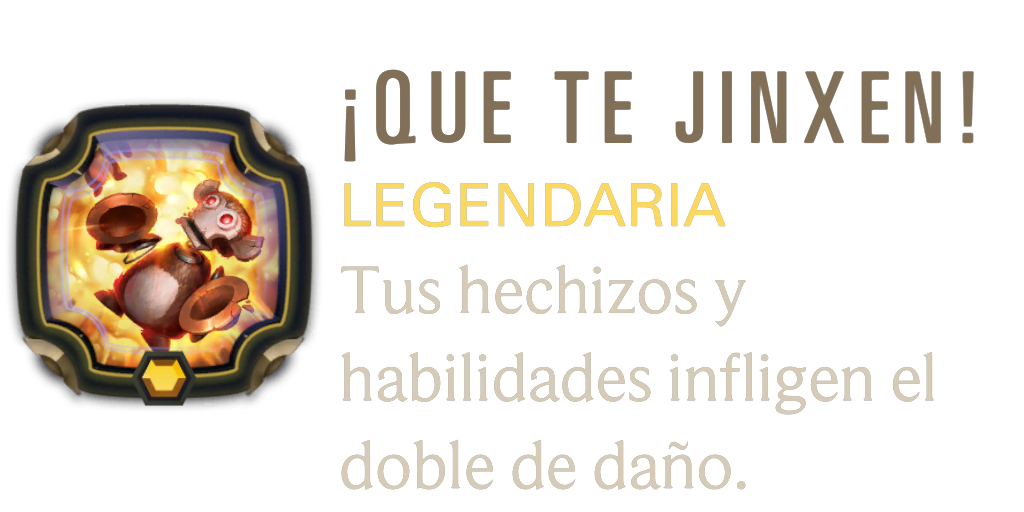 ¡QUE TE JINXEN!
LEGENDARIA
Tus hechizos y
habilidades infligen el
doble de daño.